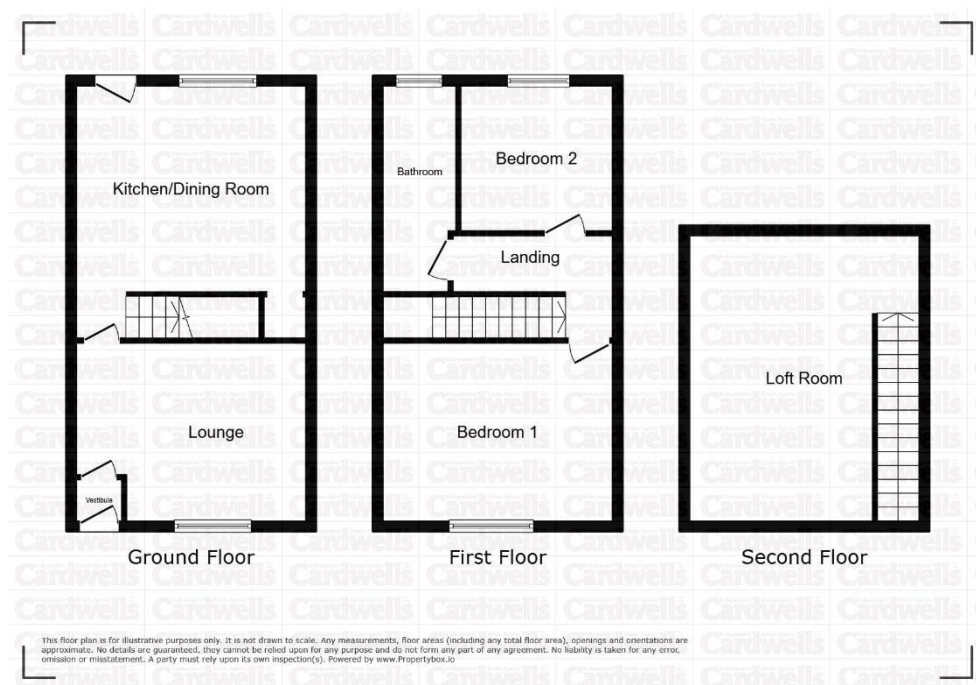 Cardwells
Kitchen/Dining Room
Lounge
Vestibule
Ground Floor
Bathroom
Bedroom 2
Landing
Bedroom 1
First Floor
Loft Room
Second Floor
This floor plan is for illustrative purposes only. It is not drawn to scale. Any measurements, floor areas (including any total floor area), openings and orientations are
approximate. No details are guaranteed, they cannot be relied upon for any purpose and do not form any part of any agreement. No liability is taken for any error,
omission or misstatement. A party must rely upon its own inspection(s). Powered by www.Propertybox.io